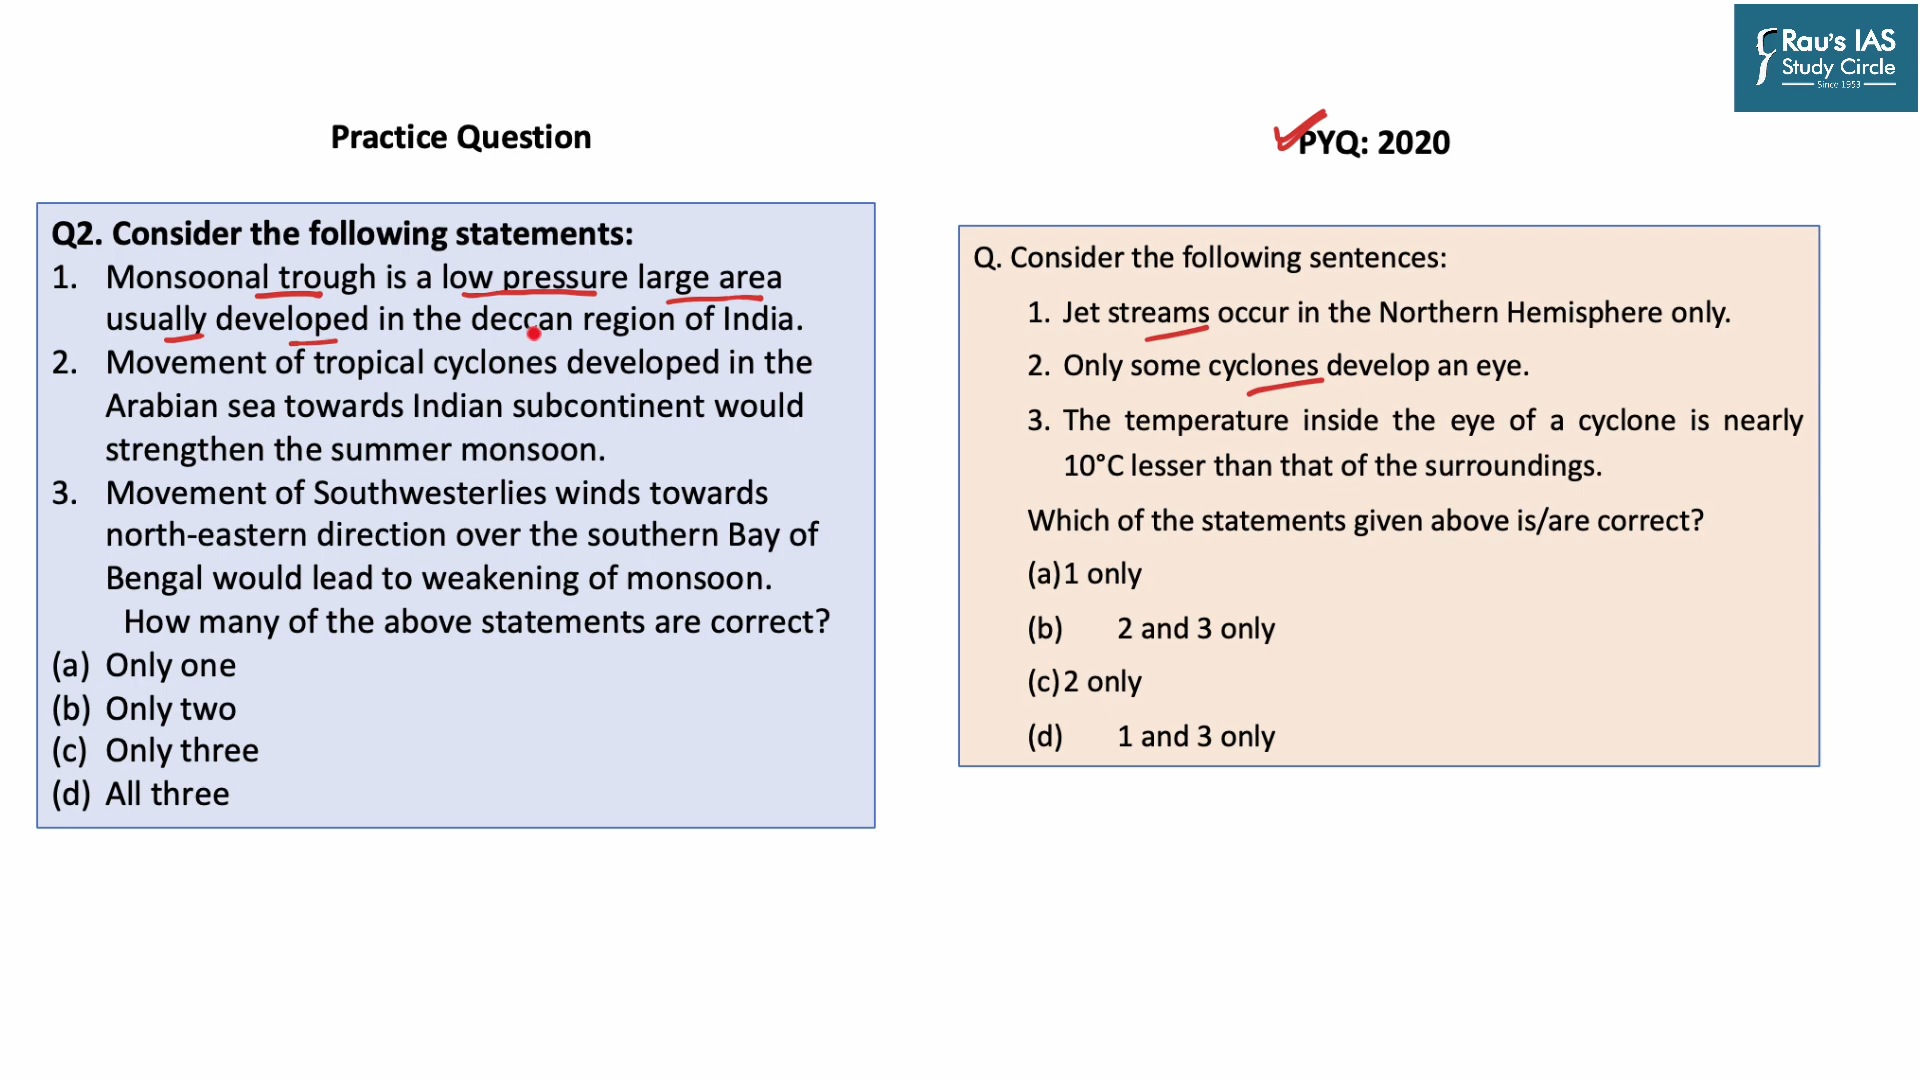 Rau's IAS
Study Circle
Since 1953
Practice Question
PYQ: 2020
Q2. Consider the following statements:
1. Monsoonal trough is a low pressure large area
usually developed in the deccan region of India.
2. Movement of tropical cyclones developed in the
Arabian sea towards Indian subcontinent would
strengthen the summer monsoon.
3. Movement of Southwesterlies winds towards
north-eastern direction over the southern Bay of
Bengal would lead to weakening of monsoon.
How many of the above statements are correct?
(a) Only one
(b) Only two
(c) Only three
(d) All three
Q. Consider the following sentences:
1. Jet streams occur in the Northern Hemisphere only.
2. Only some cyclones develop an eye.
3. The temperature inside the eye of a cyclone is nearly
10°C lesser than that of the surroundings.
Which of the statements given above is/are correct?
(a) 1 only
(b) 2 and 3 only
(c) 2 only
(d) 1 and 3 only